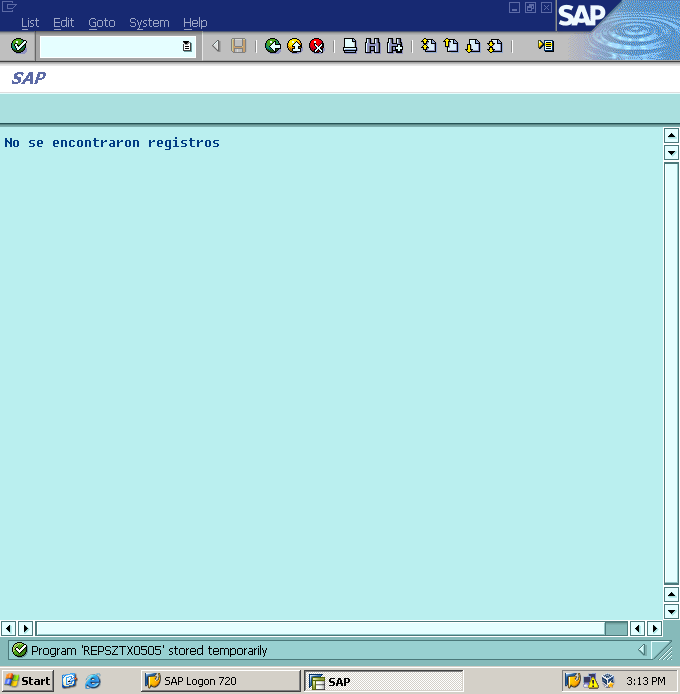 List Edit Goto System Help
SAP
SAP
No se encontraron registros
Program 'REPSZTX0505' stored temporarily
Start SAP Logon 720 SAP 3:13 PM